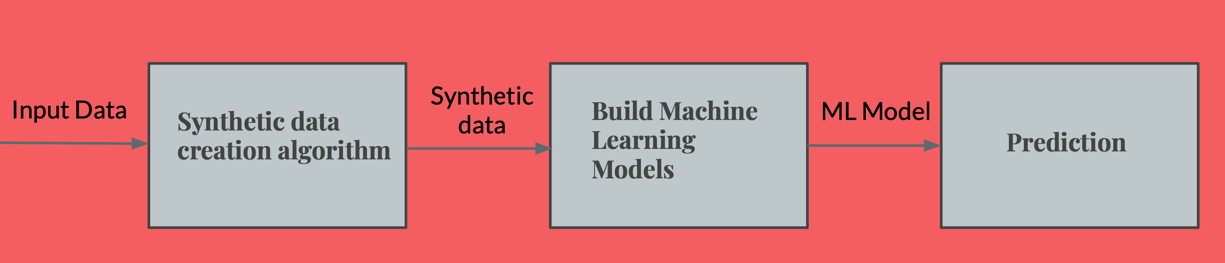 Input Data
Synthetic data
creation algorithm
Synthetic
data
Build Machine
Learning
Models
ML Model
Prediction